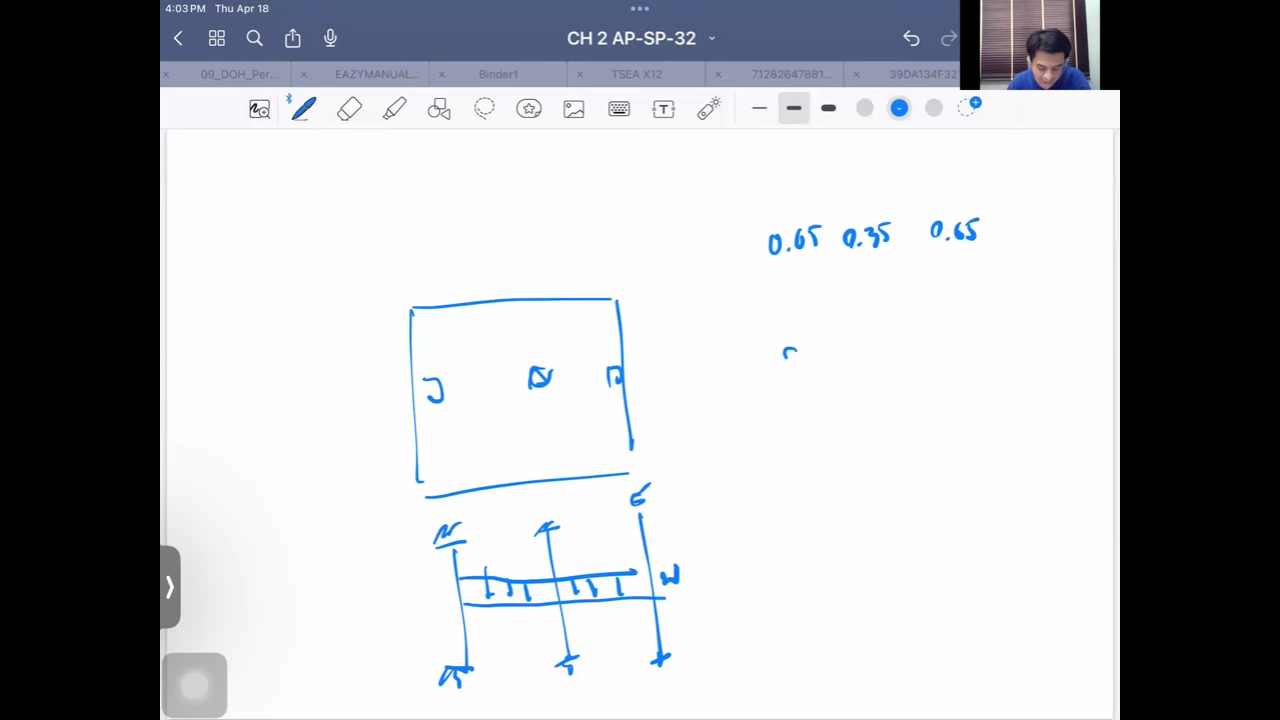 4:03 PM Thu Apr 18
CH 2 AP-SP-32
09_DOH_Per...
EAZYMANUAL...
Binder1
TSEA X12
71282647881...
39DA134F321
0.65 0.35 0.65
W